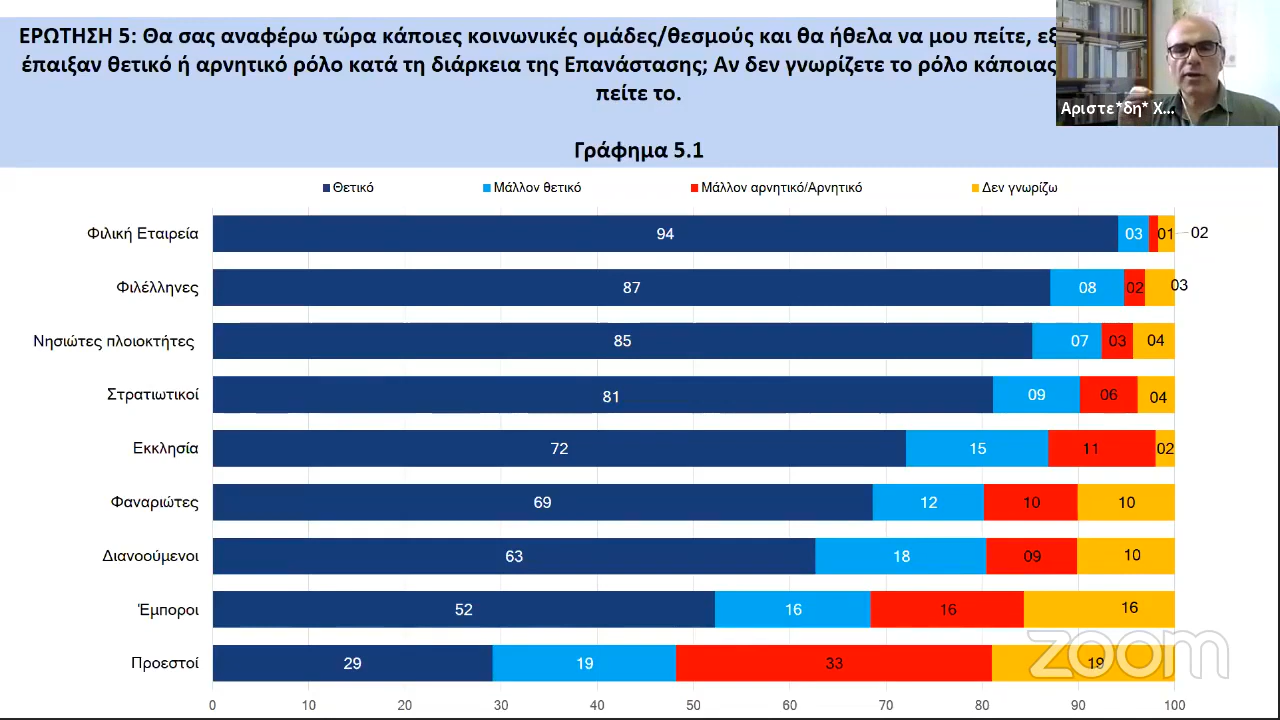 ΕΡΩΤΗΣΗ 5: Θα σας αναφέρω τώρα κάποιες κοινωνικές ομάδες/θεσμούς και θα ήθελα να μου πείτε, εξ
έπαιξαν θετικό ή αρνητικό ρόλο κατά τη διάρκεια της Επανάστασης; Αν δεν γνωρίζετε το ρόλο κάποιας
πείτε το.
Αριστε*δη* Χ...
Γράφημα 5.1
Θετικό Μάλλον θετικό Μάλλον αρνητικό/Αρνητικό Δεν γνωρίζω
Φιλική Εταιρεία 94 03 01 02
Φιλέλληνες 87 08 02 03
Νησιώτες πλοιοκτήτες 85 07 03 04
Στρατιωτικοί 81 09 06 04
Εκκλησία 72 15 11 02
Φαναριώτες 69 12 10 10
Διανοούμενοι 63 18 09 10
Έμποροι 52 16 16 16
Προεστοί 29 19 33 19
zoom
0 10 20 30 40 50 60 70 80 90 100